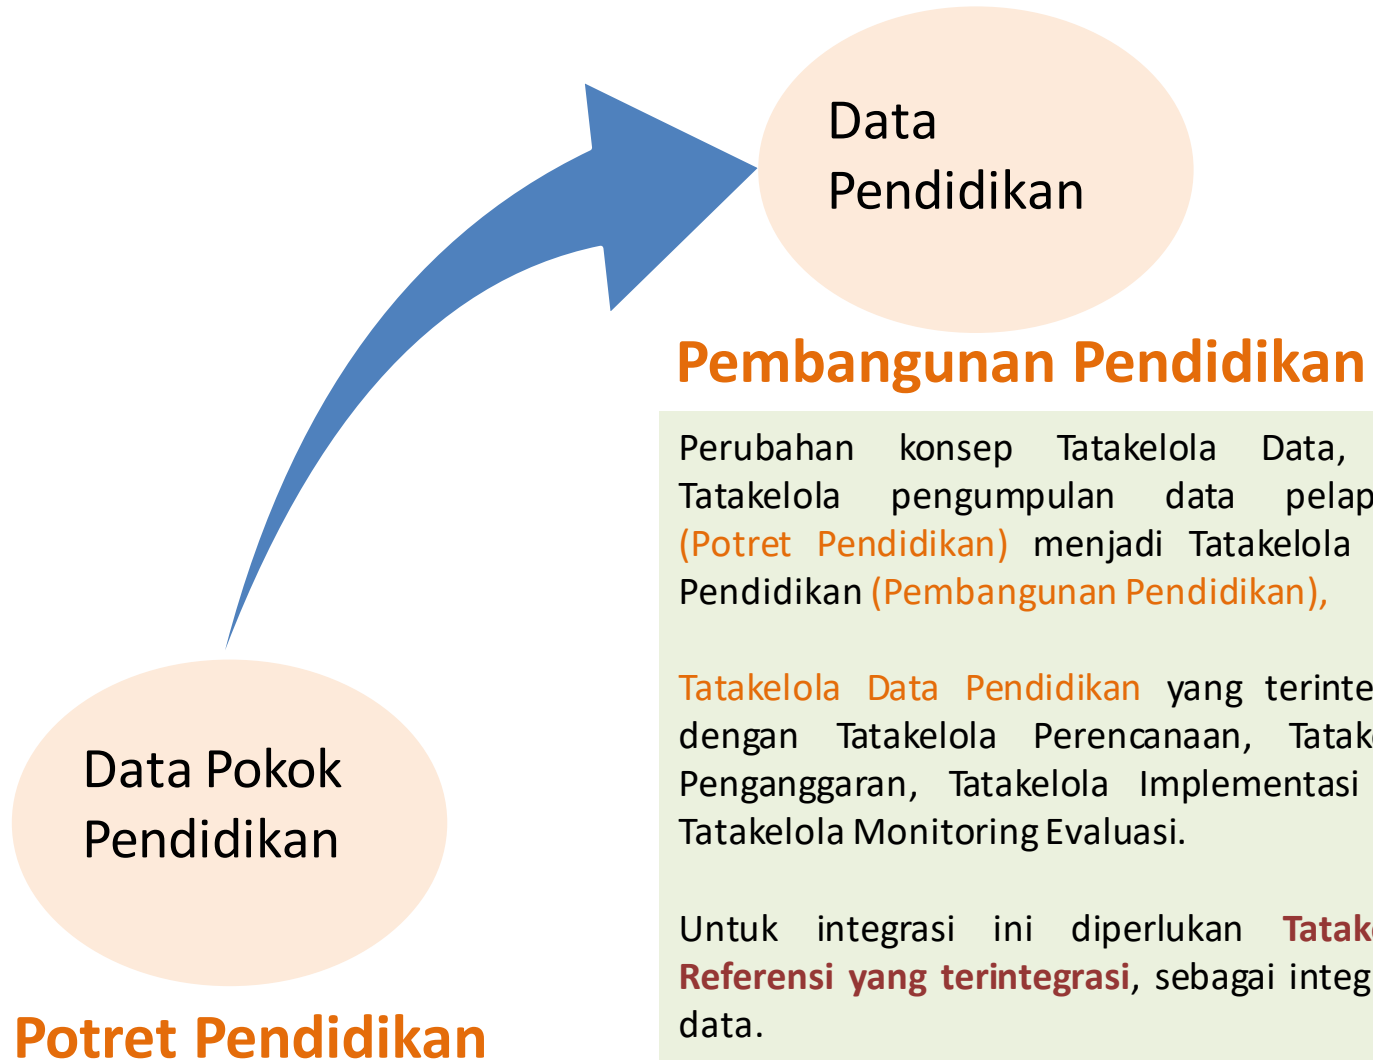 Data
Pendidikan
Pembangunan Pendidikan
Perubahan konsep Tatakelola Data,
Tatakelola pengumpulan data
(Potret Pendidikan) menjadi Tatakelola
Pendidikan (Pembangunan Pendidikan),
Tatakelola Data Pendidikan yang
dengan Tatakelola Perencanaan,
Penganggaran, Tatakelola Implementasi
Tatakelola Monitoring Evaluasi.
Untuk integrasi ini diperlukan
Referensi yang terintegrasi, sebagai
data.
Data Pokok
Pendidikan
Potret Pendidikan